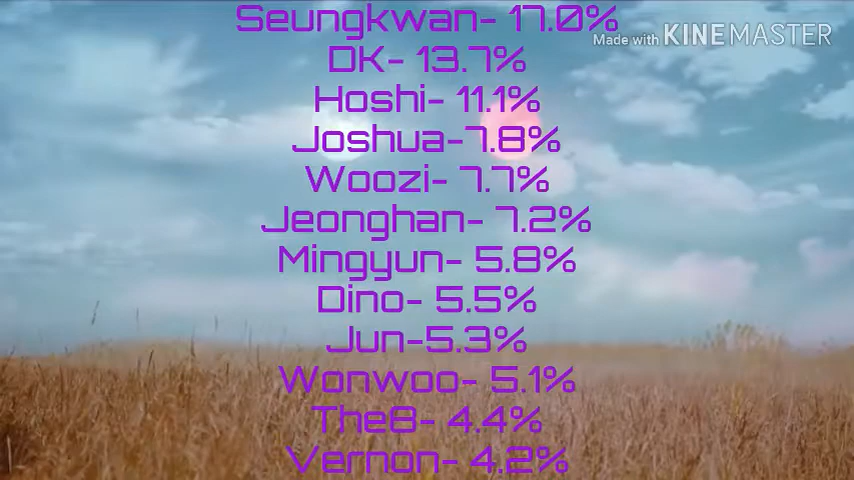 Seungkwan- 17.0%
Made with KINEMASTER
DK- 13.7%
Hoshi- 11.1%
Joshua-7.8%
Woozi- 7.7%
Jeonghan- 7.2%
Mingyun- 5.8%
Dino- 5.5%
Jun-5.3%
Wonwoo- 5.1%
The8- 4.4%
Vernon- 4.2%